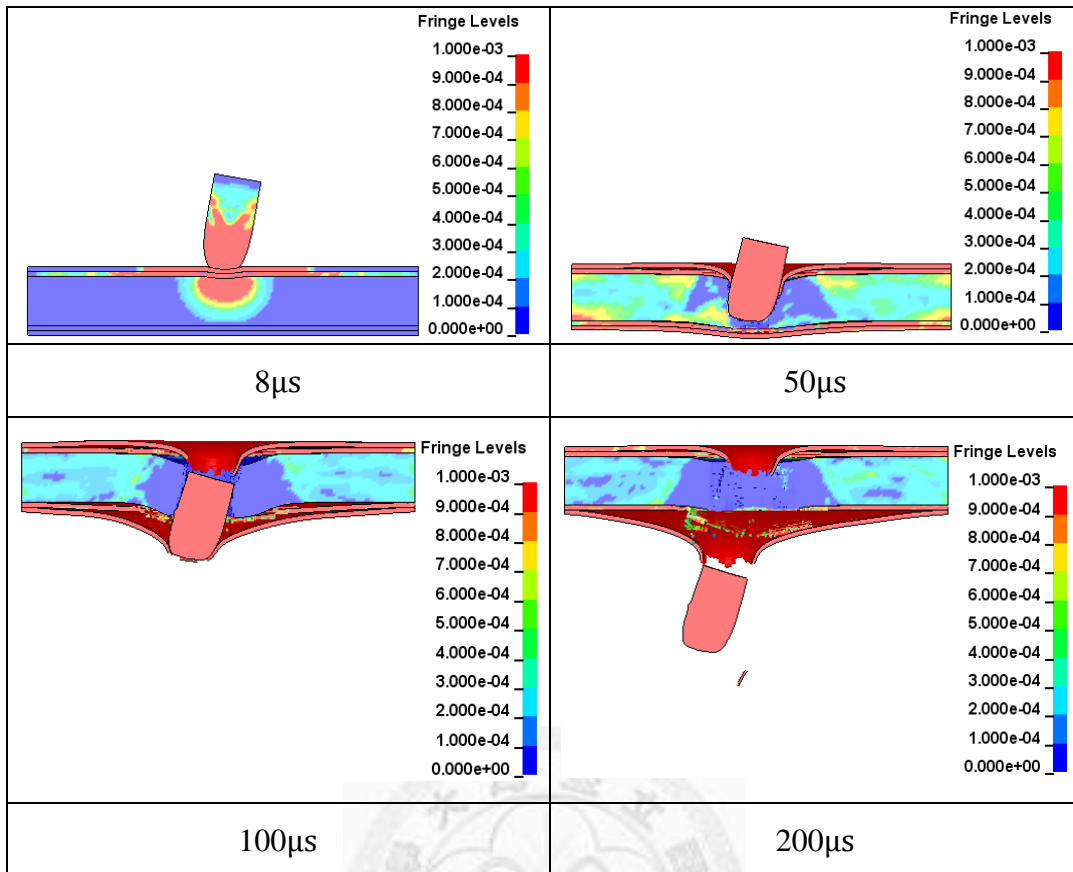 Fringe Levels
1.000e-03
9.000e-04
8.000e-04
7.000e-04
6.000e-04
5.000e-04
4.000e-04
3.000e-04
2.000e-04
1.000e-04
0.000e+00
Fringe Levels
1.000e-03
9.000e-04
8.000e-04
7.000e-04
6.000e-04
5.000e-04
4.000e-04
3.000e-04
2.000e-04
1.000e-04
0.000e+00
8μs
50μs
Fringe Levels
1.000e-03
9.000e-04
8.000e-04
7.000e-04
6.000e-04
5.000e-04
4.000e-04
3.000e-04
2.000e-04
1.000e-04
0.000e+00
Fringe Levels
1.000e-03
9.000e-04
8.000e-04
7.000e-04
6.000e-04
5.000e-04
4.000e-04
3.000e-04
2.000e-04
1.000e-04
0.000e+00
100μs
200μs